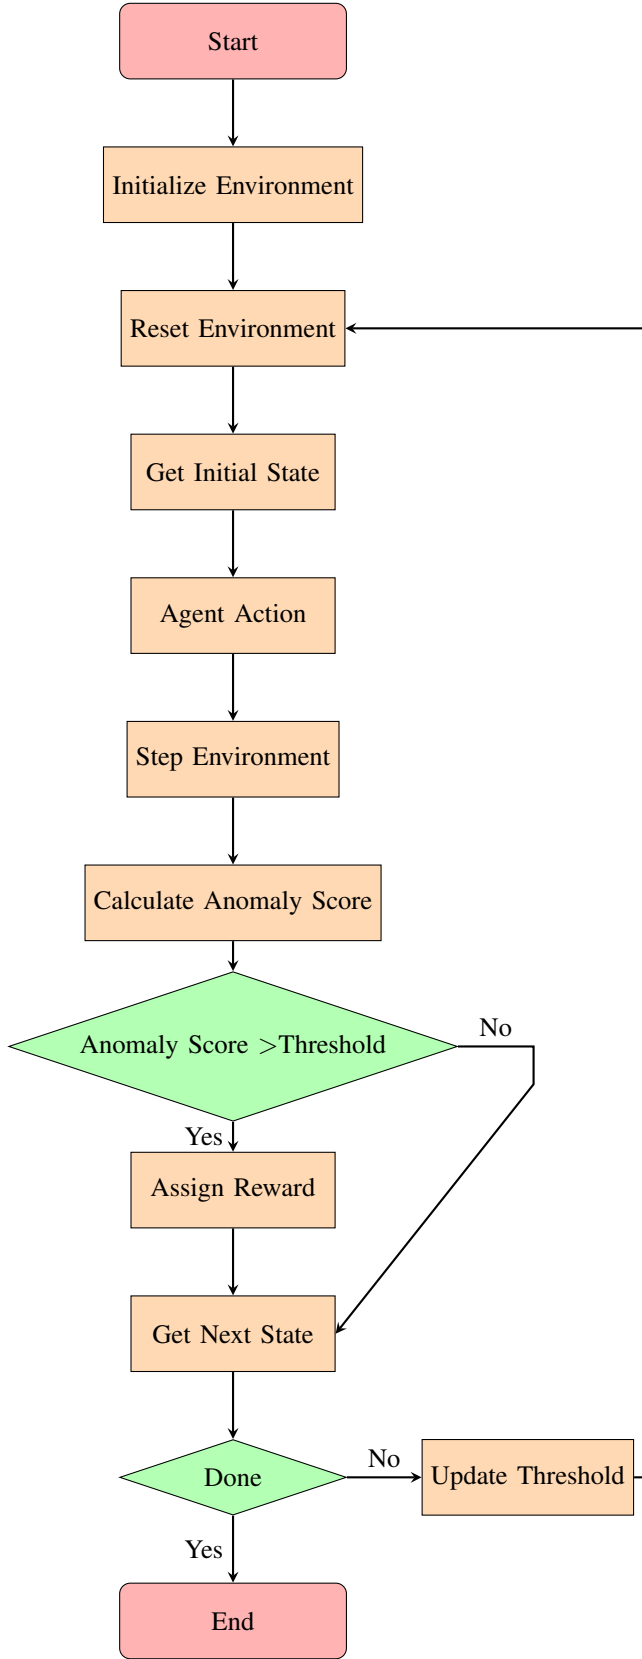 Start
Initialize Environment
Reset Environment
Get Initial State
Agent Action
Step Environment
Calculate Anomaly Score
Anomaly Score >Threshold
No
Yes
Assign Reward
Get Next State
Done
No
Update Threshold
Yes
End